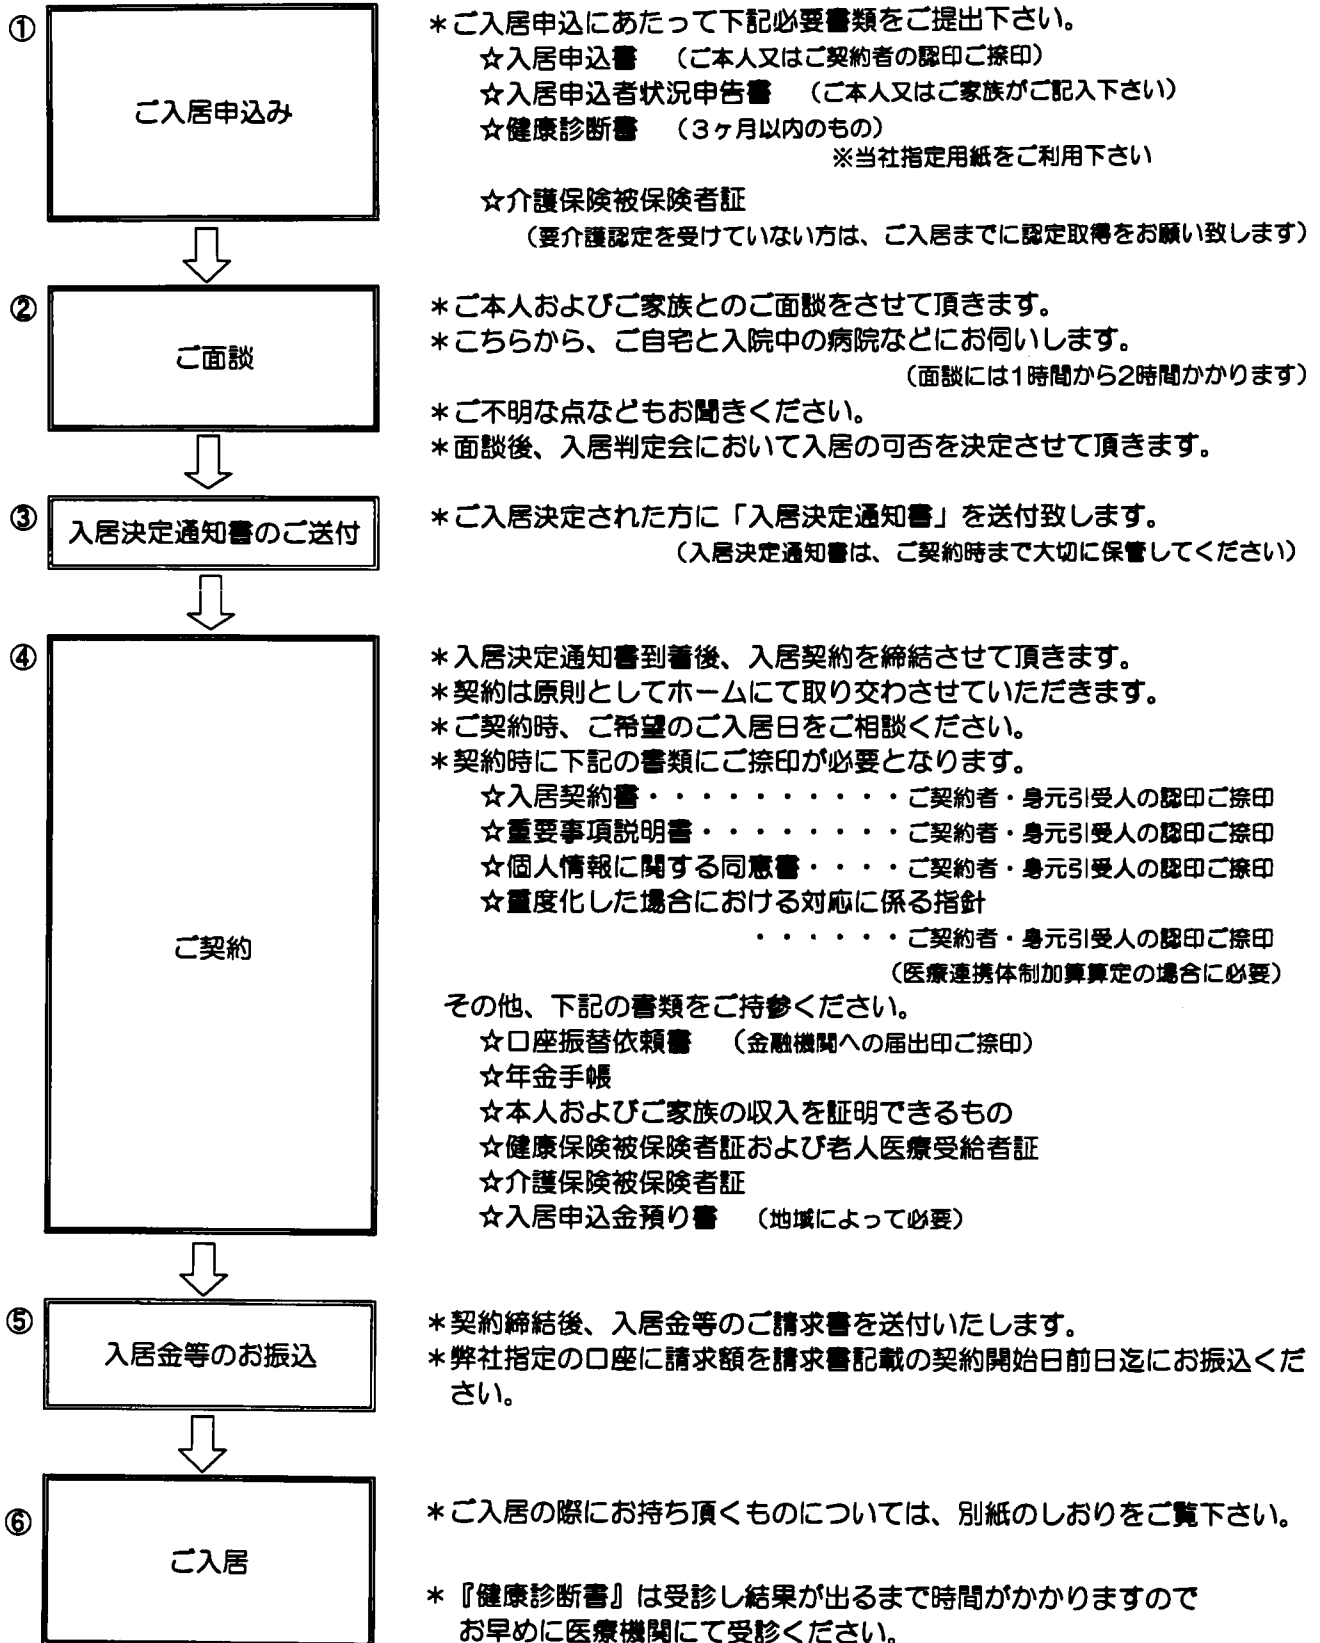 ①
ご入居申込み
＊ご入居申込にあたって下記必要書類をご提出下さい。
☆入居申込書　（ご本人又はご契約者の認印ご捺印）
☆入居申込者状況申告書　（ご本人又はご家族がご記入下さい）
☆健康診断書　（３ヶ月以内のもの）
※当社指定用紙をご利用下さい
☆介護保険被保険者証
（要介護認定を受けていない方は、ご入居までに認定取得をお願い致します）
②
ご面談
＊ご本人およびご家族とのご面談をさせて頂きます。
＊こちらから、ご自宅と入院中の病院などにお伺いします。
（面談には1時間から2時間かかります）
＊ご不明な点などもお聞きください。
＊面談後、入居判定会において入居の可否を決定させて頂きます。
③
入居決定通知書のご送付
＊ご入居決定された方に「入居決定通知書」を送付致します。
（入居決定通知書は、ご契約時まで大切に保管してください）
④
ご契約
＊入居決定通知書到着後、入居契約を締結させて頂きます。
＊契約は原則としてホームにて取り交わさせていただきます。
＊ご契約時、ご希望のご入居日をご相談ください。
＊契約時に下記の書類にご捺印が必要となります。
☆入居契約書・・・・・・・・・・ご契約者・身元引受人の認印ご捺印
☆重要事項説明書・・・・・・・・ご契約者・身元引受人の認印ご捺印
☆個人情報に関する同意書・・・・ご契約者・身元引受人の認印ご捺印
☆重度化した場合における対応に係る指針
・・・・・・ご契約者・身元引受人の認印ご捺印
（医療連携体制加算算定の場合に必要）
その他、下記の書類をご持参ください。
☆口座振替依頼書　（金融機関への届出印ご捺印）
☆年金手帳
☆本人およびご家族の収入を証明できるもの
☆健康保険被保険者証および老人医療受給者証
☆介護保険被保険者証
☆入居申込金預り書　（地域によって必要）
⑤
入居金等のお振込
＊契約締結後、入居金等のご請求書を送付いたします。
＊弊社指定の口座に請求額を請求書記載の契約開始日前日迄にお振込くだ
さい。
⑥
ご入居
＊ご入居の際にお持ち頂くものについては、別紙のしおりをご覧下さい。
＊『健康診断書』は受診し結果が出るまで時間がかかりますので
お早めに医療機関にて受診ください。